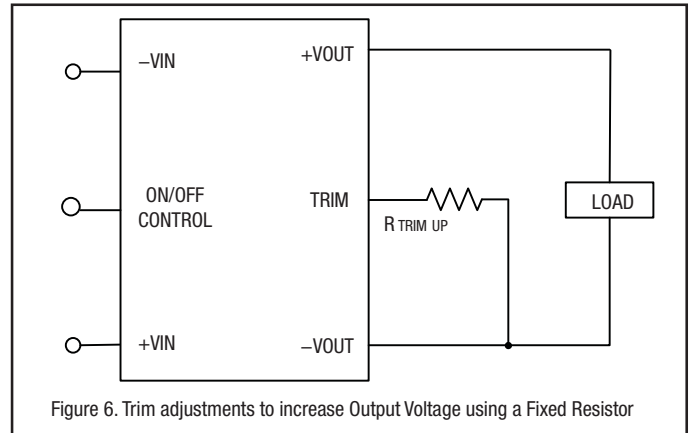 −VIN
+VOUT
ON/OFF
CONTROL
TRIM
R TRIM UP
LOAD
+VIN
−VOUT
Figure 6. Trim adjustments to increase Output Voltage using a Fixed Resistor